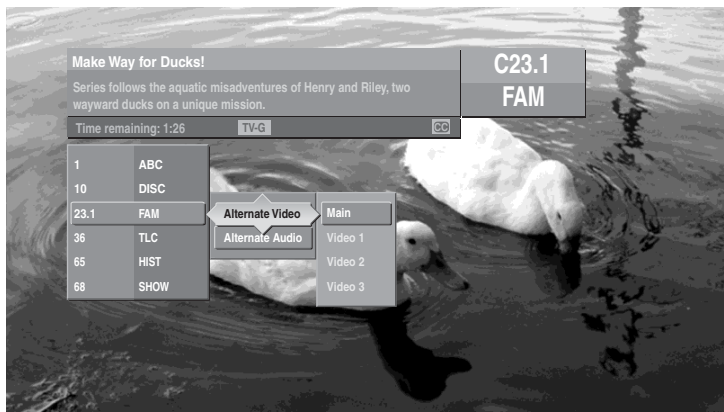 Make Way for Ducks!
Series follows the aquatic misadventures of Henry and Riley, two
wayward ducks on a unique mission.
Time remaining: 1:26 TV-G CC
C23.1
FAM
1 ABC
10 DISC
23.1 FAM
36 TLC
65 HIST
68 SHOW
Alternate Video
Alternate Audio
Main
Video 1
Video 2
Video 3